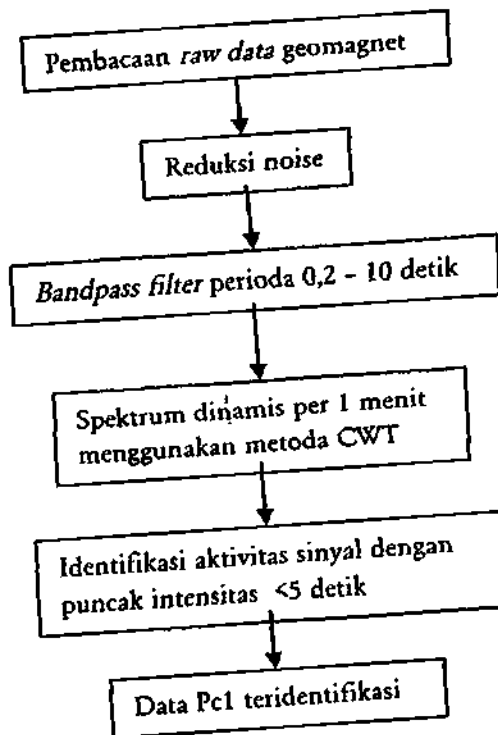 Pembacaan raw data geomagnet
Reduksi noise
Bandpass filter perioda 0,2 – 10 detik
Spektrum dinamis per 1 menit
menggunakan metoda CWT
Identifikasi aktivitas sinyal dengan
puncak intensitas <5 detik
Data Pc1 teridentifikasi